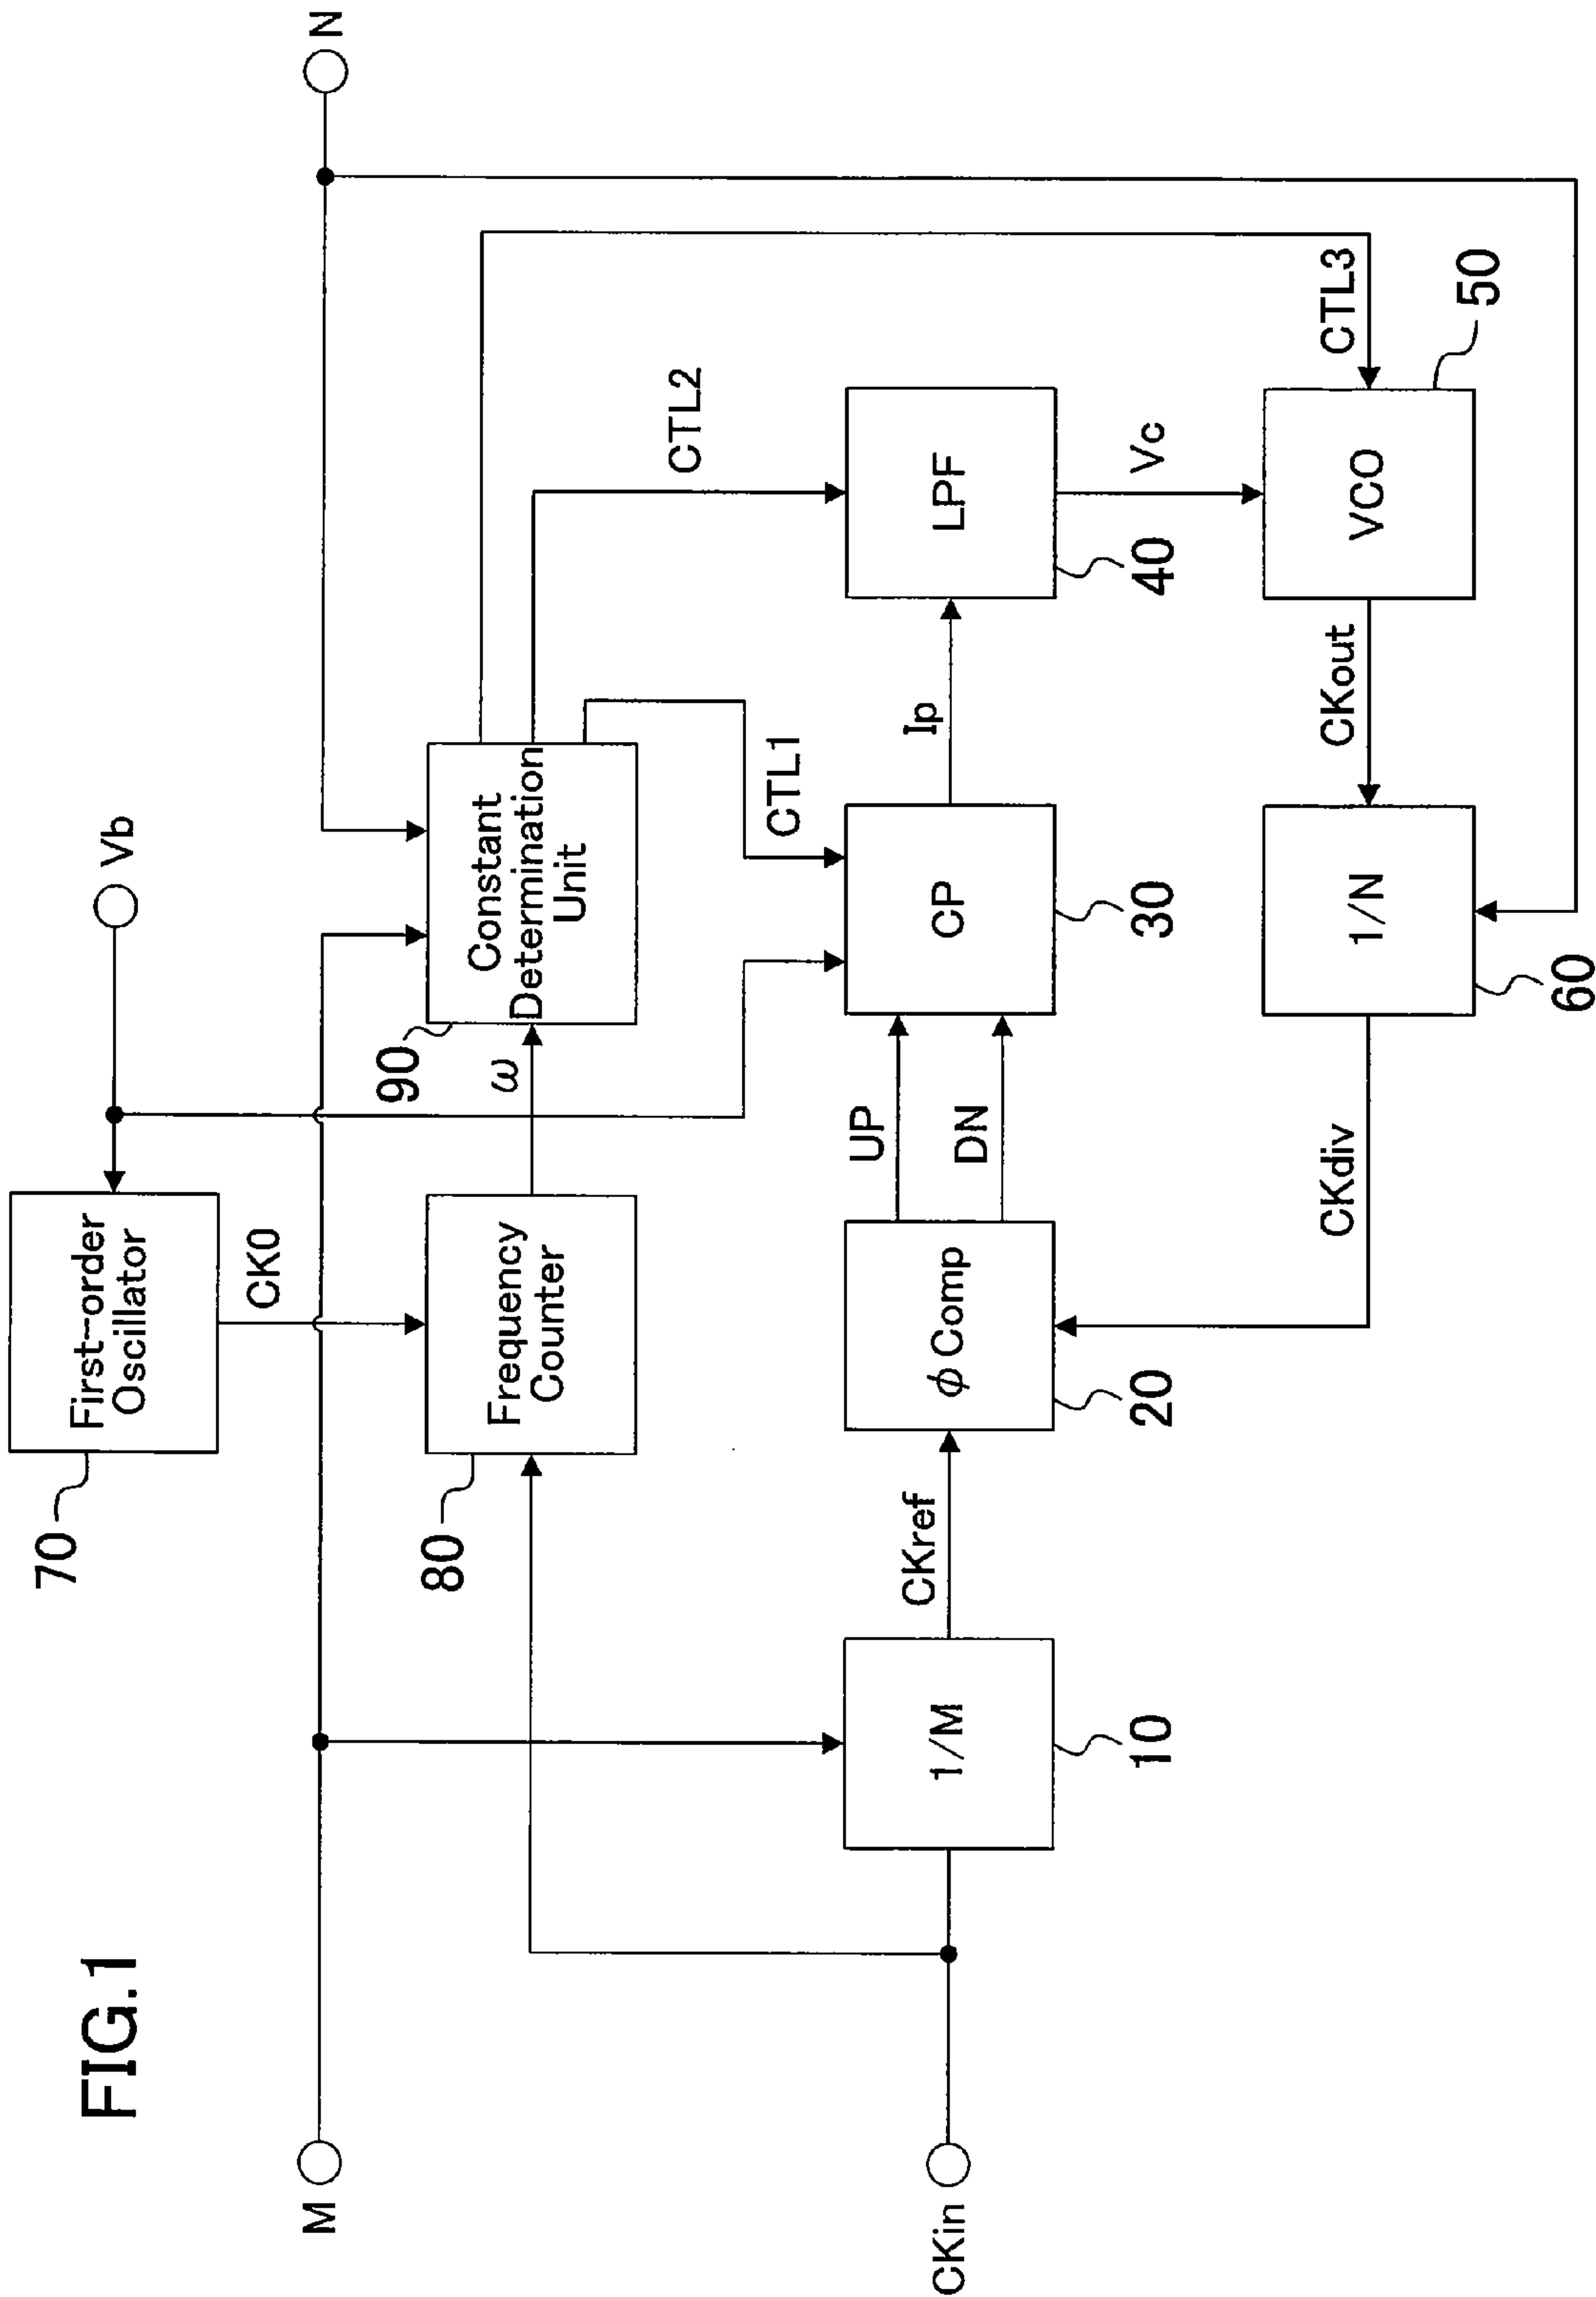 FIG.1
Vb
N
M
First-order
Oscillator
70
CK0
Frequency
Counter
80
ω
Constant
Determination
Unit
90
CTL1
CTL2
CTL3
CKin
1/M
10
CKref
φ Comp
20
UP
DN
CP
30
Ip
LPF
40
Vc
VCO
50
CKout
1/N
60
CKdiv